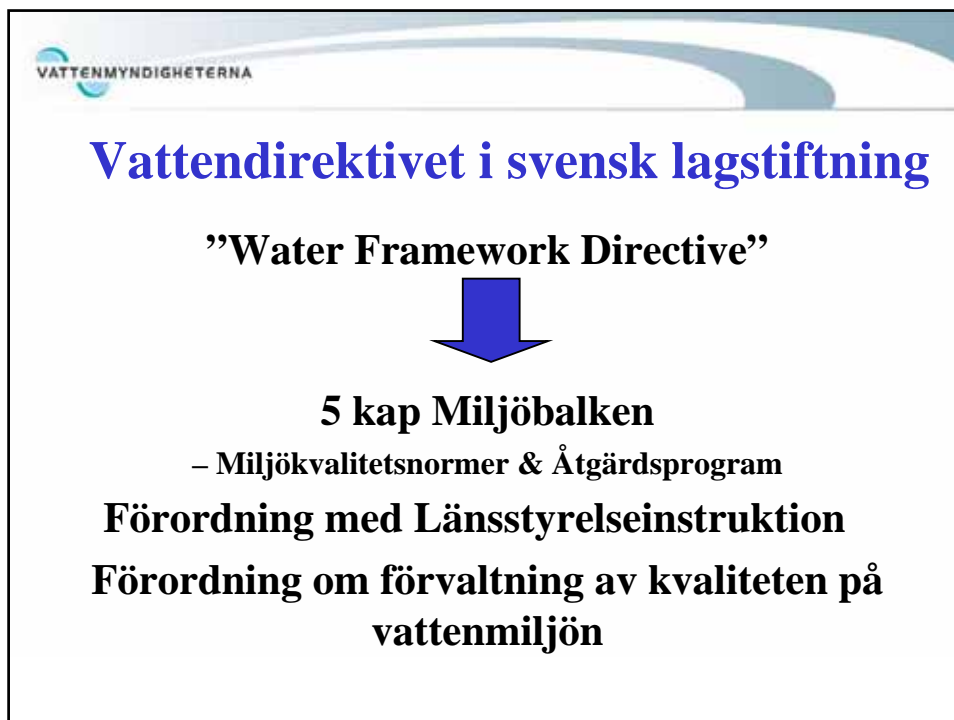 VATTENMYNDIGHETERNA
Vattendirektivet i svensk lagstiftning
”Water Framework Directive”
5 kap Miljöbalken
– Miljökvalitetsnormer & Åtgärdsprogram
Förordning med Länsstyrelseinstruktion
Förordning om förvaltning av kvaliteten på
vattenmiljön